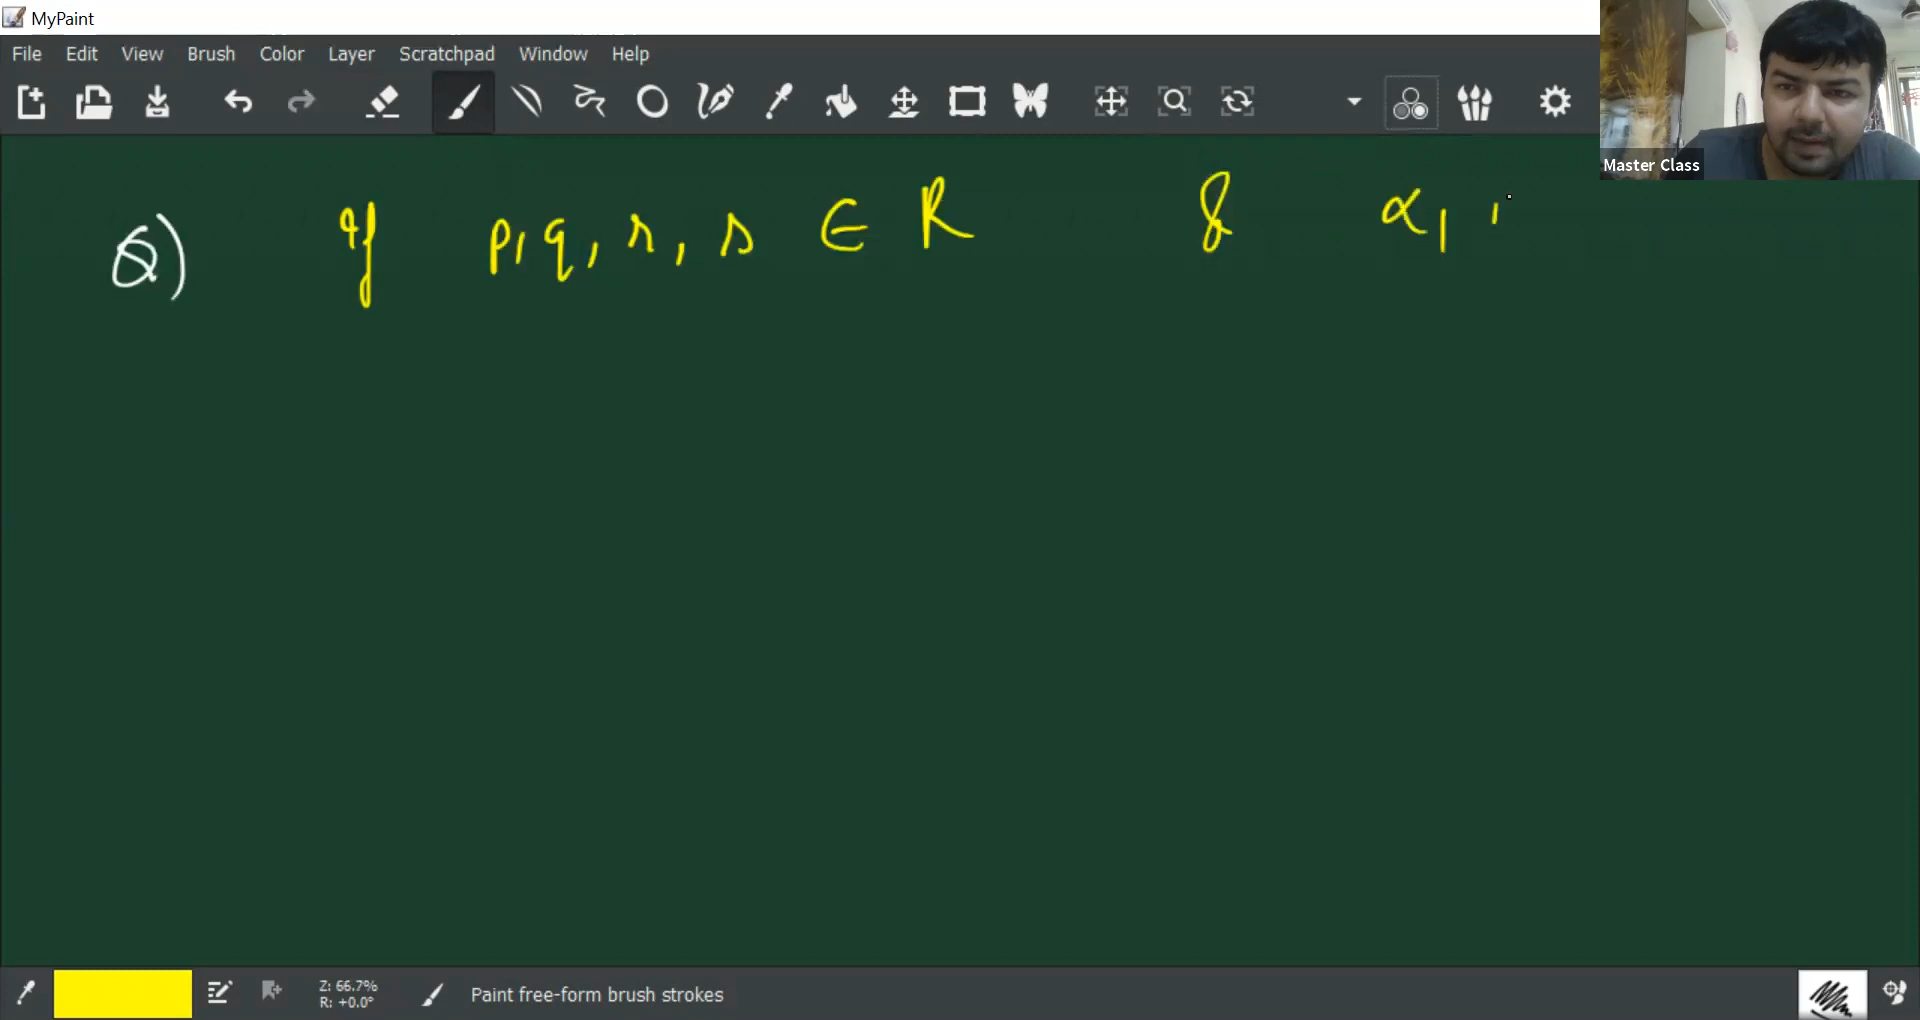 MyPaint
File Edit View Brush Color Layer Scratchpad Window Help
Master Class
Q) If p, q, r, s ∈ R & α,
Z: 66.7%
R: +0.0°
Paint free-form brush strokes